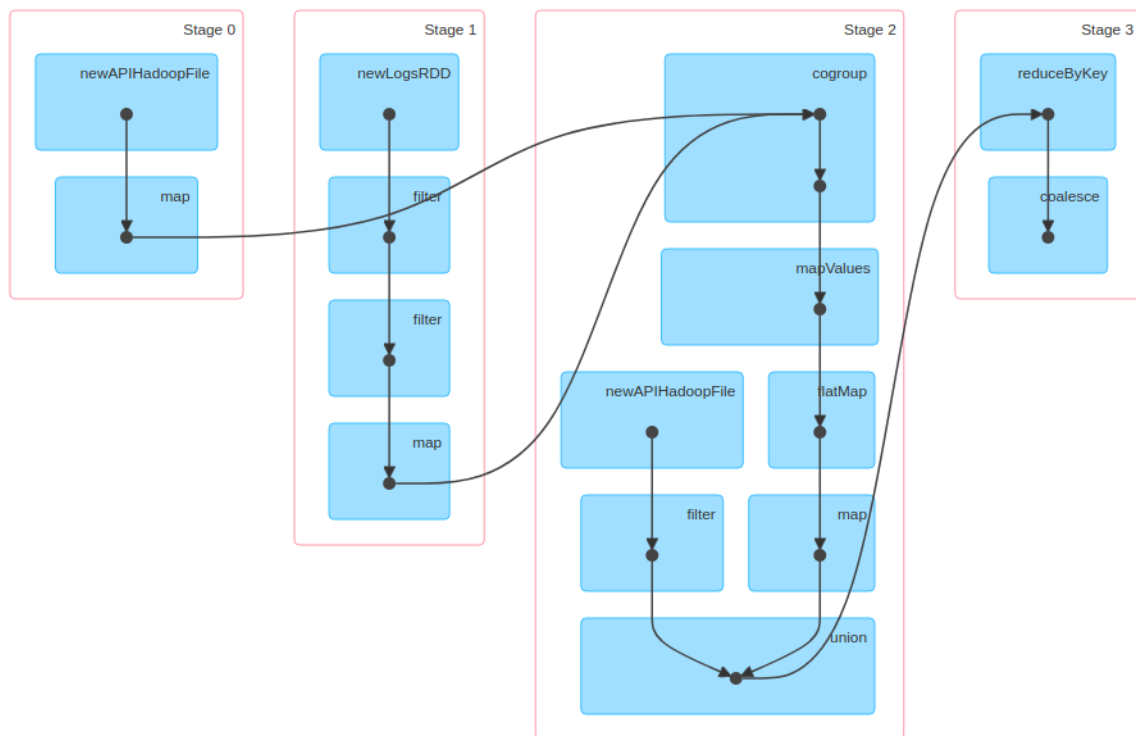 Stage 0
newAPIHadoopFile
map
Stage 1
newLogsRDD
filter
filter
map
Stage 2
cogroup
mapValues
newAPIHadoopFile
flatMap
filter
map
union
Stage 3
reduceByKey
coalesce